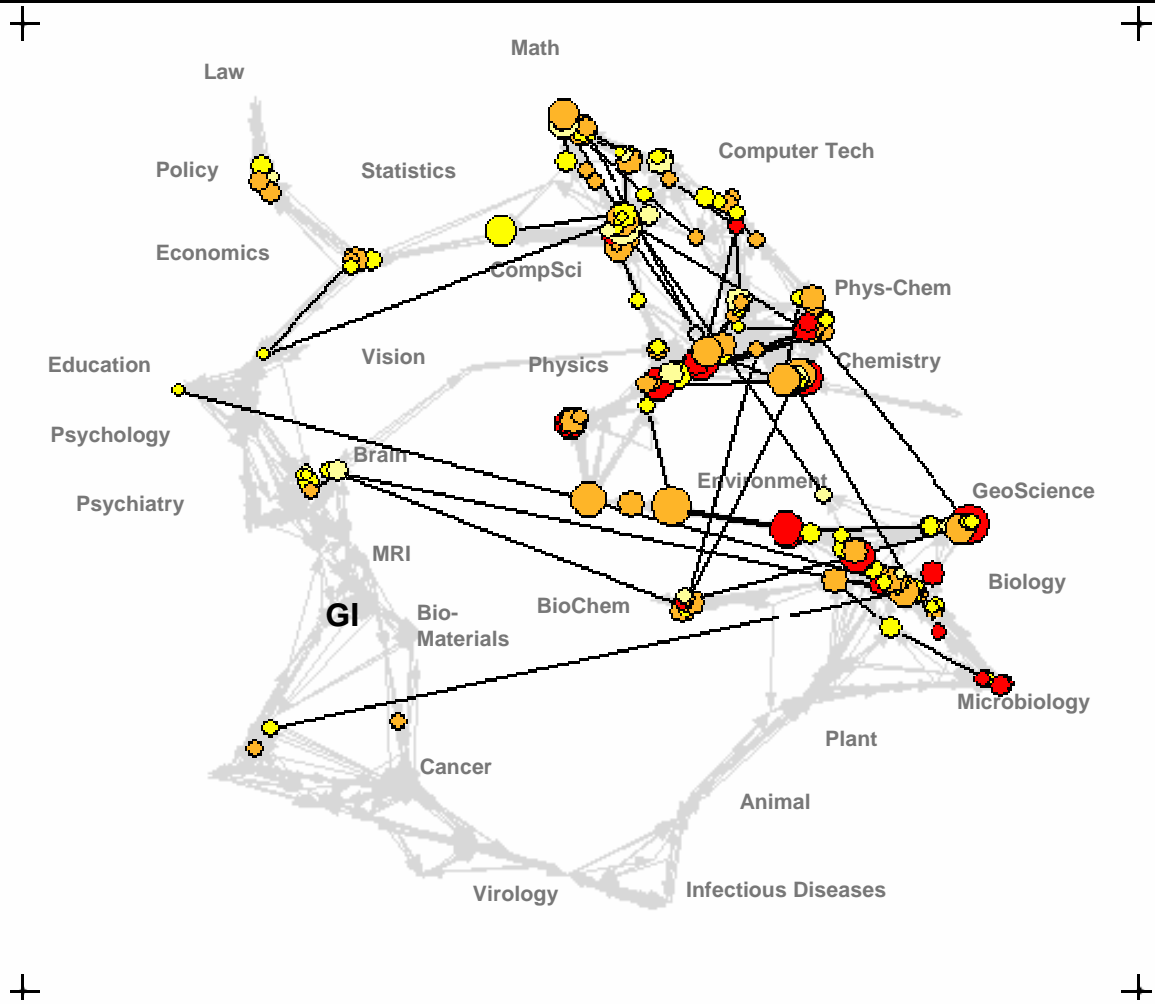 Math
Law
Computer Tech
Policy
Statistics
Economics
CompSci
Phys-Chem
Education
Vision
Physics
Chemistry
Psychology
Brain
Environment
GeoScience
Psychiatry
MRI
Biology
GI
BioChem
Bio-
Materials
Microbiology
Plant
Cancer
Animal
Virology
Infectious Diseases